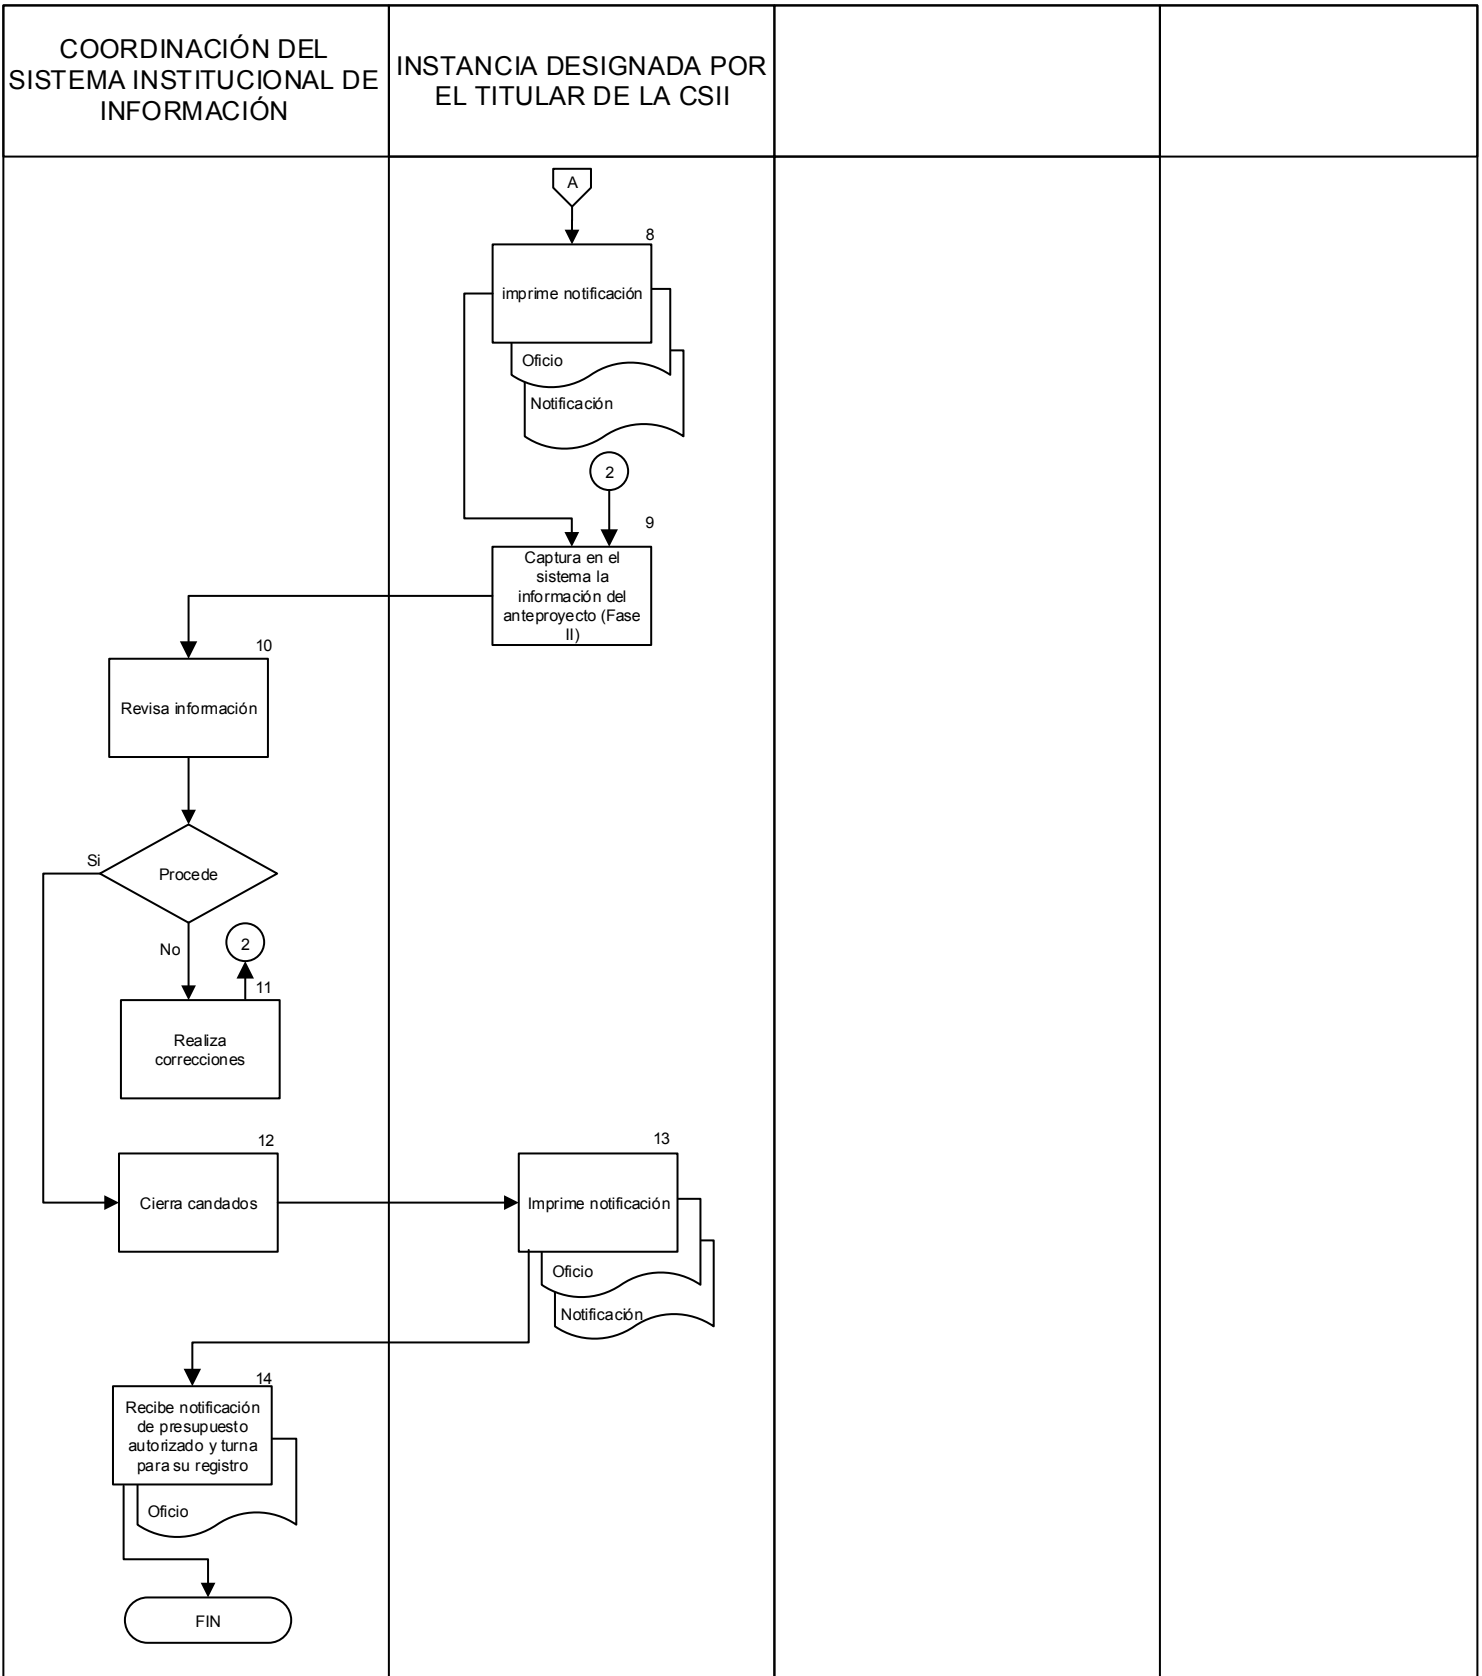 COORDINACIÓN DEL
SISTEMA INSTITUCIONAL DE
INFORMACIÓN
INSTANCIA DESIGNADA POR
EL TITULAR DE LA CSII
A
8
imprime notificación
Oficio
Notificación
2
9
Captura en el
sistema la
información del
anteproyecto (Fase
II)
10
Revisa información
Si
Procede
No
2
11
Realiza
correcciones
12
Cierra candados
13
Imprime notificación
Oficio
Notificación
14
Recibe notificación
de presupuesto
autorizado y turna
para su registro
Oficio
FIN